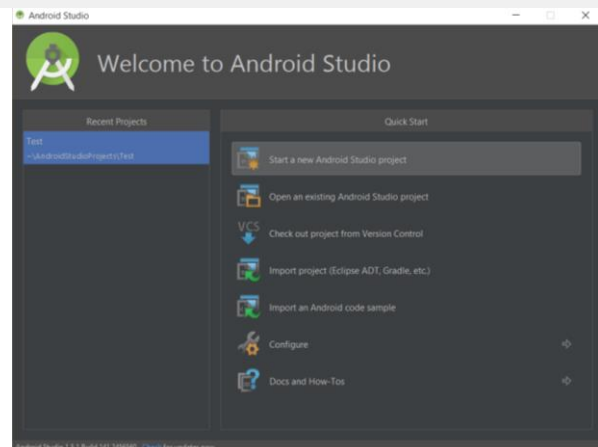 Android Studio
Welcome to Android Studio
Recent Projects
Test
~\AndroidStudioProjects\Test
Quick Start
Start a new Android Studio project
Open an existing Android Studio project
VCS
Check out project from Version Control
Import project (Eclipse ADT, Gradle, etc.)
Import an Android code sample
Configure
Docs and How-Tos